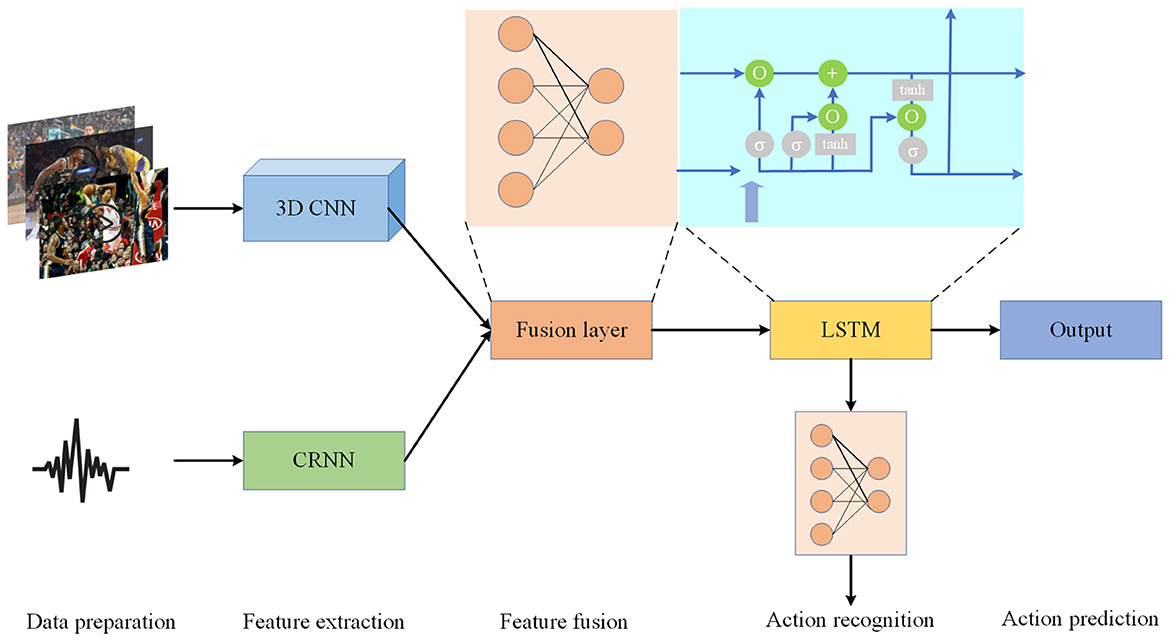 O
+
tanh
O
O
σ
σ
tanh
σ
3D CNN
KIA
Fusion layer
LSTM
Output
CRNN
Data preparation
Feature extraction
Feature fusion
Action recognition
Action prediction